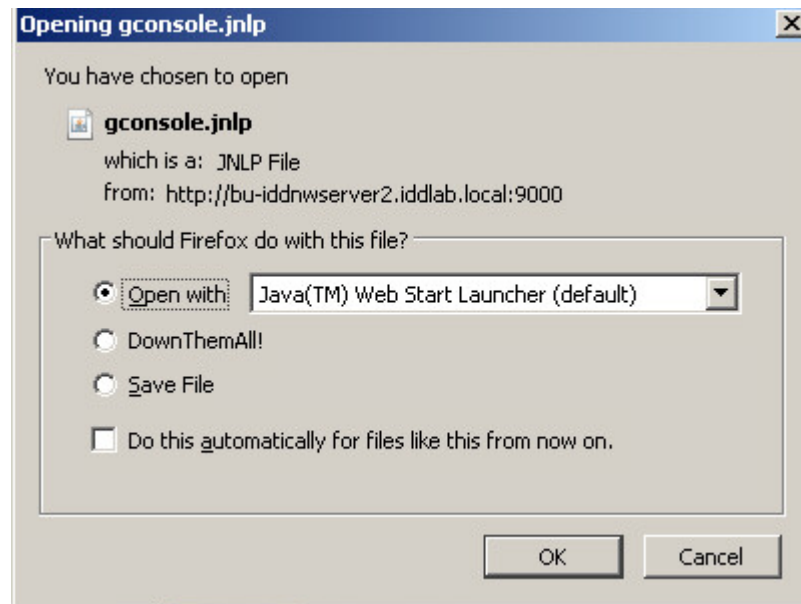 Opening gconsole.jnlp
You have chosen to open
gconsole.jnlp
which is a: JNLP File
from: http://bu-iddnwserver2.iddlab.local:9000
What should Firefox do with this file?
Open with Java(TM) Web Start Launcher (default)
DownThemAll!
Save File
Do this automatically for files like this from now on.
OK Cancel